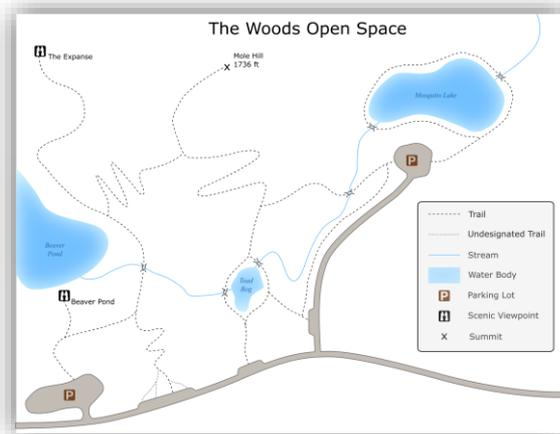 The Woods Open Space
The Expanse
Mole Hill
1736 ft
Mosquito Lake
P
Beaver
Pond
Toad
Bog
Beaver Pond
P
Trail
Undesignated Trail
Stream
Water Body
P Parking Lot
Scenic Viewpoint
X Summit